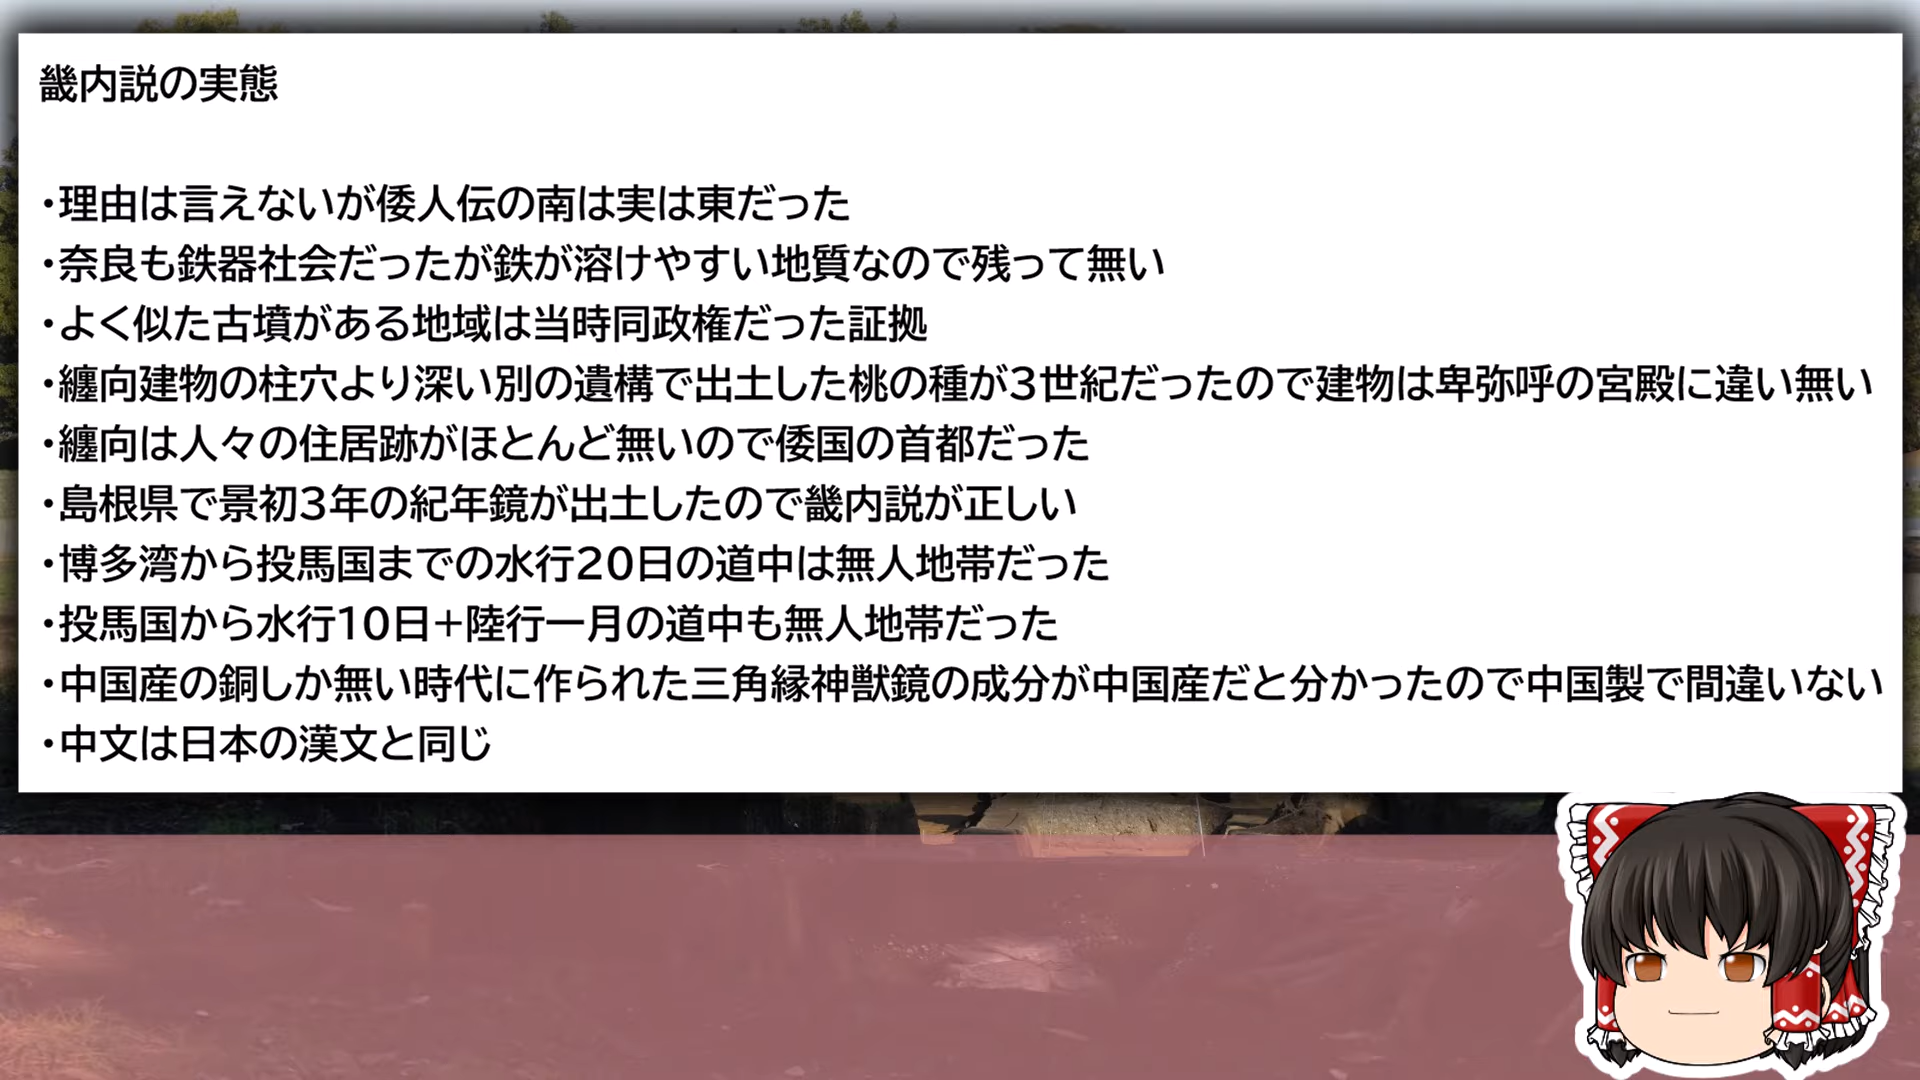 畿内説の実態
・理由は言えないが倭人伝の南は実は東だった
・奈良も鉄器社会だったが鉄が溶けやすい地質なので残って無い
・よく似た古墳がある地域は当時同政権だった証拠
・纏向建物の柱穴より深い別の遺構で出土した桃の種が3世紀だったので建物は卑弥呼の宮殿に違い無い
・纏向は人々の住居跡がほとんど無いので倭国の首都だった
・島根県で景初3年の紀年鏡が出土したので畿内説が正しい
・博多湾から投馬国までの水行20日の道中は無人地帯だった
・投馬国から水行10日+陸行一月の道中も無人地帯だった
・中国産の銅しか無い時代に作られた三角縁神獣鏡の成分が中国産だと分かったので中国製で間違いない
・中文は日本の漢文と同じ